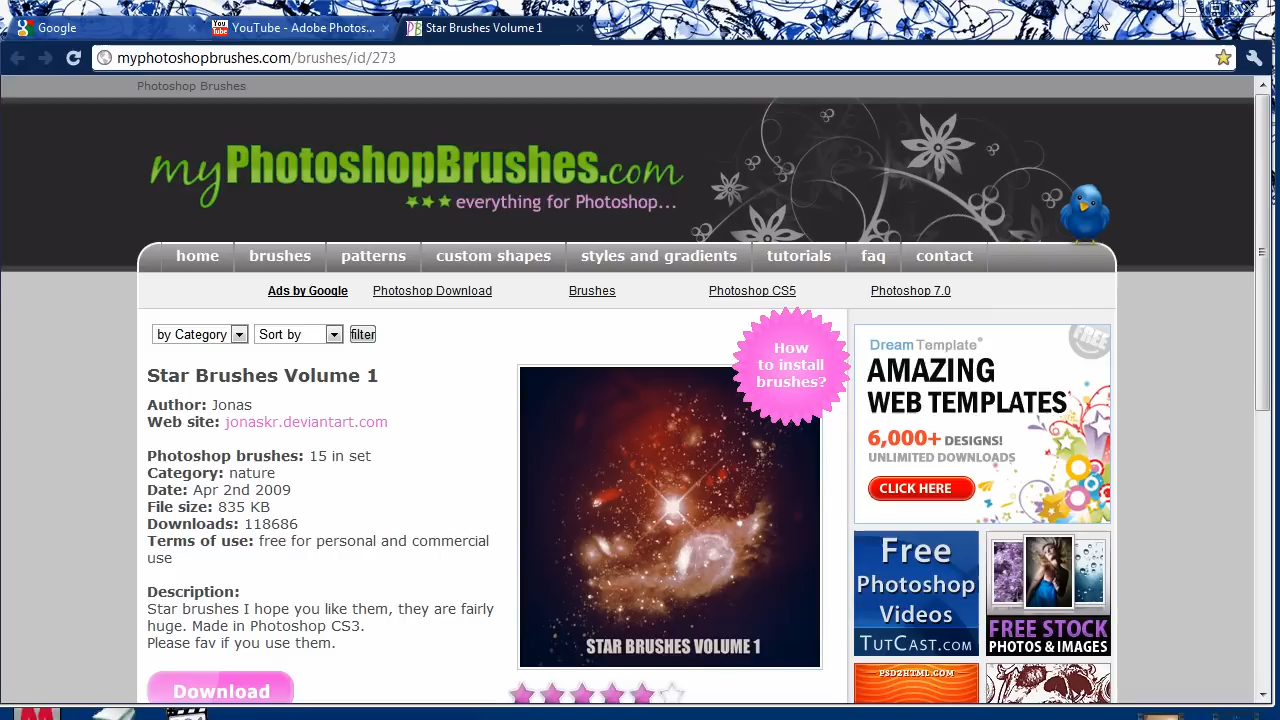 Google
YouTube - Adobe Photos...
Star Brushes Volume 1
myphotoshopbrushes.com/brushes/id/273
Photoshop Brushes
myPHOTOSHOPBRUSHES.com
everything for Photoshop...
home brushes patterns custom shapes styles and gradients tutorials faq contact
Ads by Google Photoshop Download Brushes Photoshop CS5 Photoshop 7.0
by Category Sort by filter
How
to install
brushes?
Star Brushes Volume 1
Author: Jonas
Web site: jonaskr.deviantart.com
Photoshop brushes: 15 in set
Category: nature
Date: Apr 2nd 2009
File size: 835 KB
Downloads: 118686
Terms of use: free for personal and commercial
use
Description:
Star brushes I hope you like them, they are fairly
huge. Made in Photoshop CS3.
Please fav if you use them.
Download
STAR BRUSHES VOLUME 1
FREE
DreamTemplate
AMAZING
WEB TEMPLATES
6,000+ DESIGNS!
UNLIMITED DOWNLOADS
CLICK HERE
Free
Photoshop
Videos
TUTCAST.COM
FREE STOCK
PHOTOS & IMAGES
PSD2HTML.COM